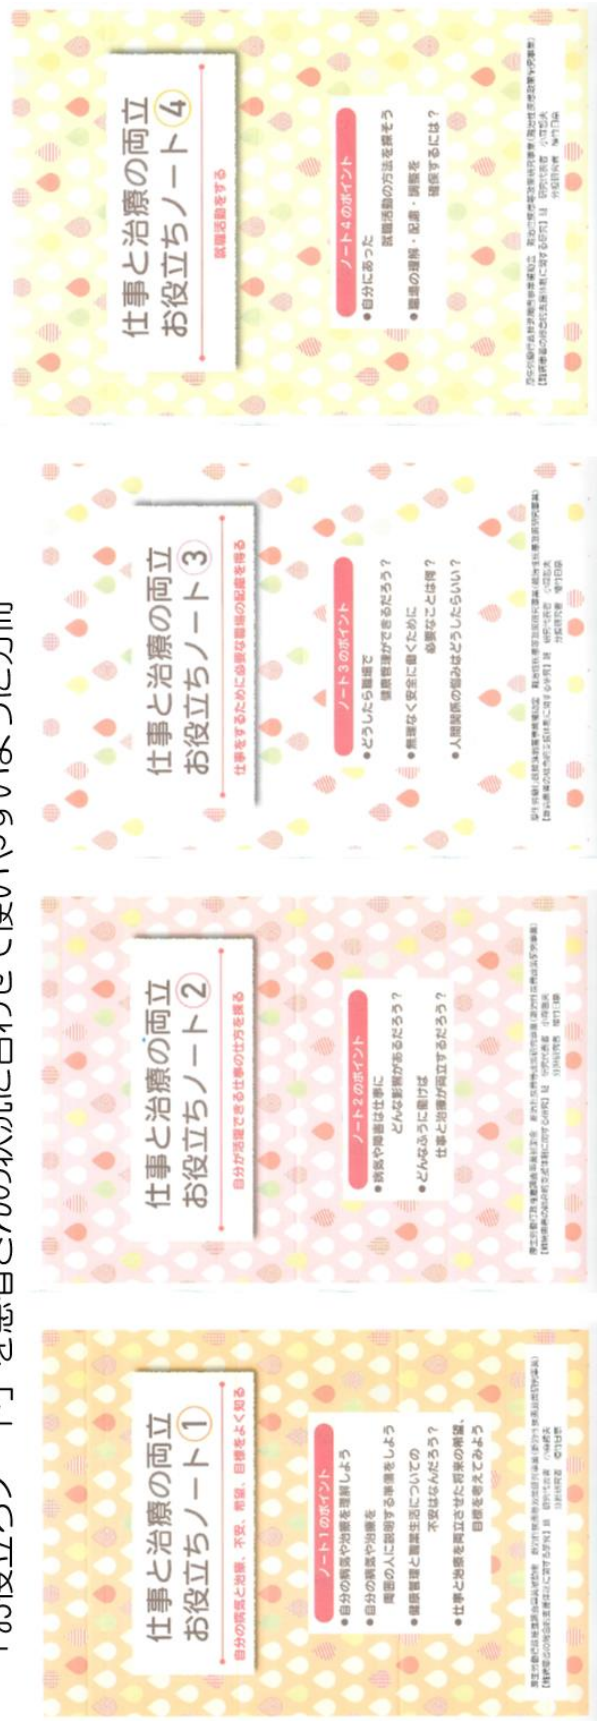 お役立ちノート」を患者さんの状況に合わせて使いやすいように分冊
仕事と治療の両立
お役立ちノート①
自分の病気と治療、不安、希望、目標をよく知る
ノート1のポイント
●自分の病気や治療を理解しよう
●自分の病気や治療を
周囲の人に説明する準備をしよう
●健康管理と職業生活についての
不安はなんだろう?
●仕事と治療を両立させた将来の希望、
目標を考えてみよう
仕事と治療の両立
お役立ちノート②
自分が活躍できる仕事の仕方を探る
ノート2のポイント
●病気や障害は仕事に
どんな影響があるだろう?
●どんなふうに働けば
仕事と治療が両立するだろう?
仕事と治療の両立
お役立ちノート③
仕事をするために必要な職場の配慮を得る
ノート3のポイント
●どうしたら職場で
健康管理ができるだろう?
●無理なく安全に働くために
必要なことは何?
●人間関係の悩みはどうしたらいい?
仕事と治療の両立
お役立ちノート④
就職活動をする
ノート4のポイント
●自分にあった
就職活動の方法を探そう
●職場の理解・配慮・調整を
確保するには?